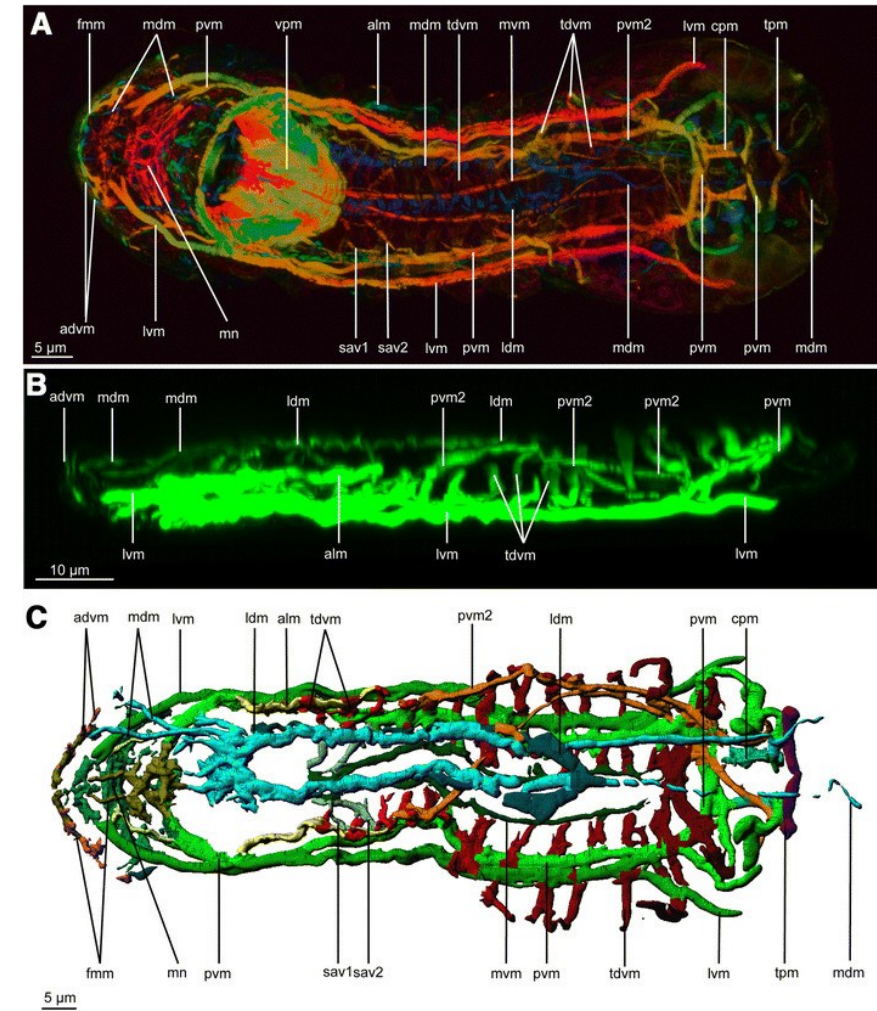 A
fmm mdm pvm vpm alm mdm tdvm mvm tdvm pvm2 lvm cpm tpm
advm lvm mn sav1 sav2 lvm pvm ldm mdm pvm pvm mdm
5 µm
B
advm mdm mdm ldm pvm2 ldm pvm2 pvm2 pvm
lvm alm lvm tdvm lvm
10 µm
C
advm mdm lvm ldm alm tdvm pvm2 ldm pvm cpm
fmm mn pvm sav1 sav2 mvm pvm tdvm lvm tpm mdm
5 µm